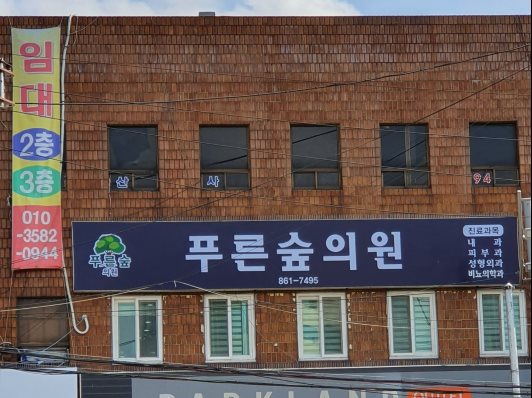 임대
2층
3층
010
-3582
-0944
산 사 94
푸른숲
의원
푸른숲의원
861-7495
진료과목
내과
피부과
성형외과
비뇨의학과
PARKLAND